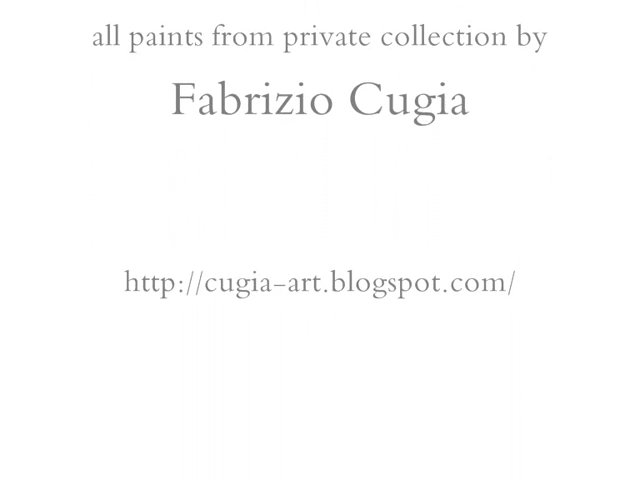 all paints from private collection by
Fabrizio Cugia
http://cugia-art.blogspot.com/